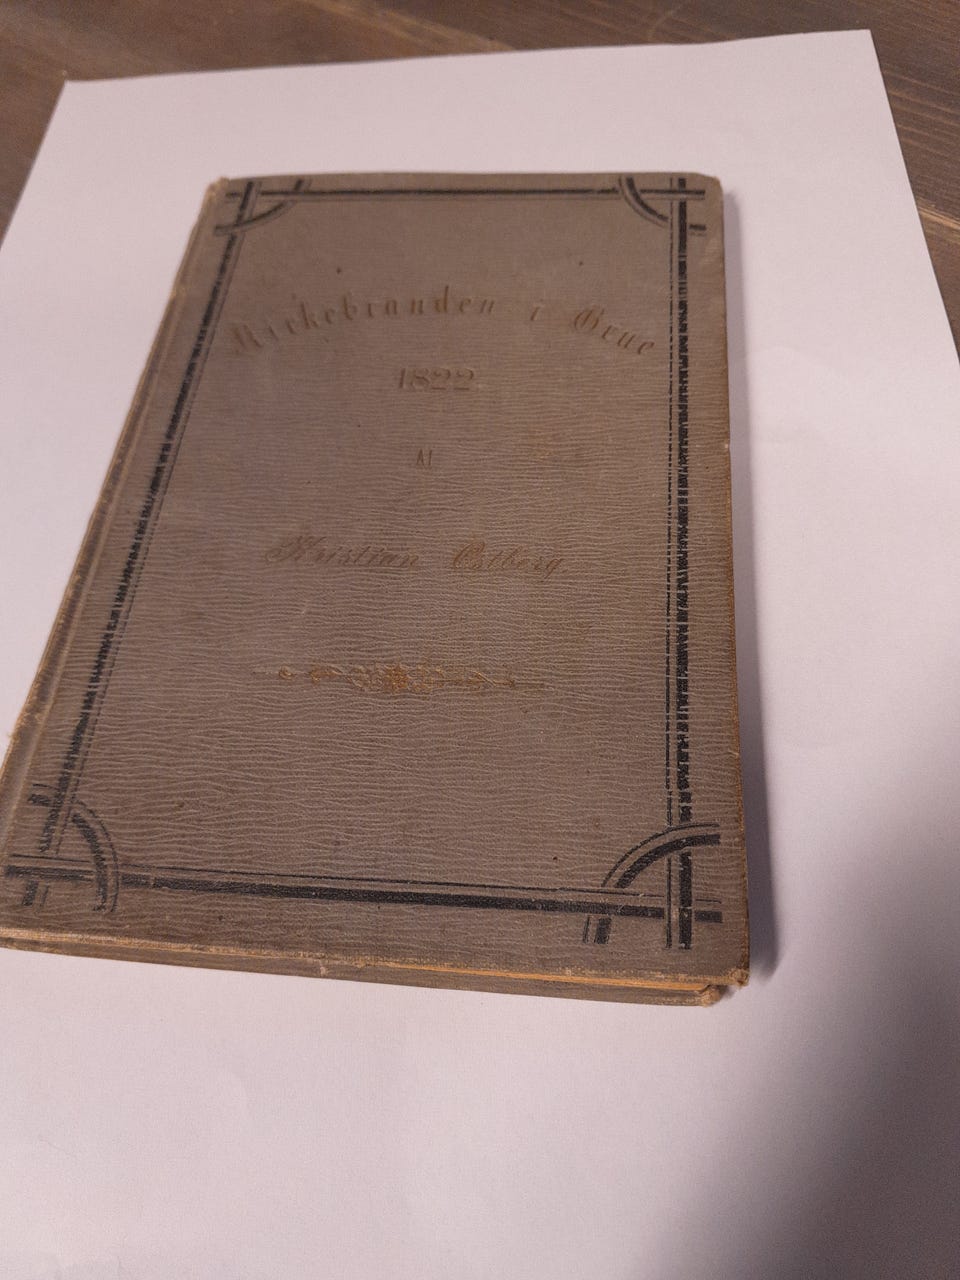 Kirkebranden i Grue
1822
Af
Kristian Østberg